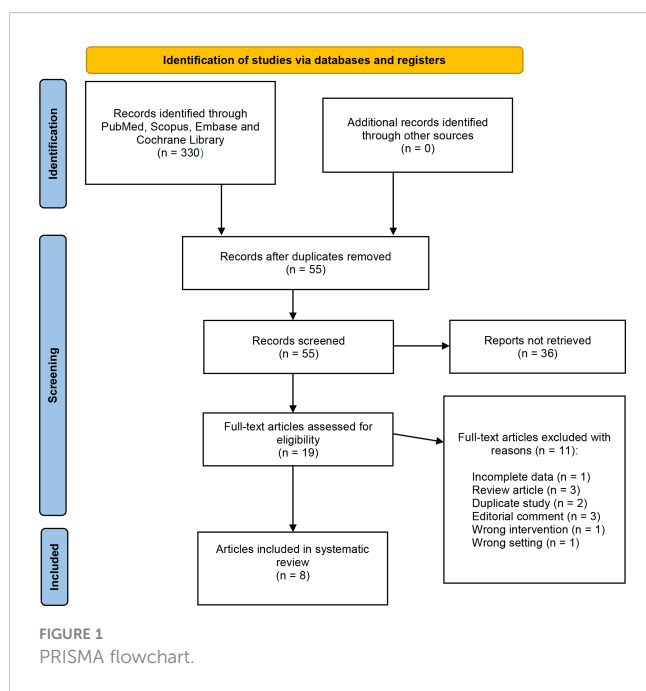 Identification of studies via databases and registers
Identification
Records identified through
PubMed, Scopus, Embase and
Cochrane Library
(n = 330)
Additional records identified
through other sources
(n = 0)
Screening
Records after duplicates removed
(n = 55)
Records screened
(n = 55)
Reports not retrieved
(n = 36)
Full-text articles assessed for
eligibility
(n = 19)
Full-text articles excluded with
reasons (n = 11):
Incomplete data (n = 1)
Review article (n = 3)
Duplicate study (n = 2)
Editorial comment (n = 3)
Wrong intervention (n = 1)
Wrong setting (n = 1)
Included
Articles included in systematic
review
(n = 8)
FIGURE 1
PRISMA flowchart.